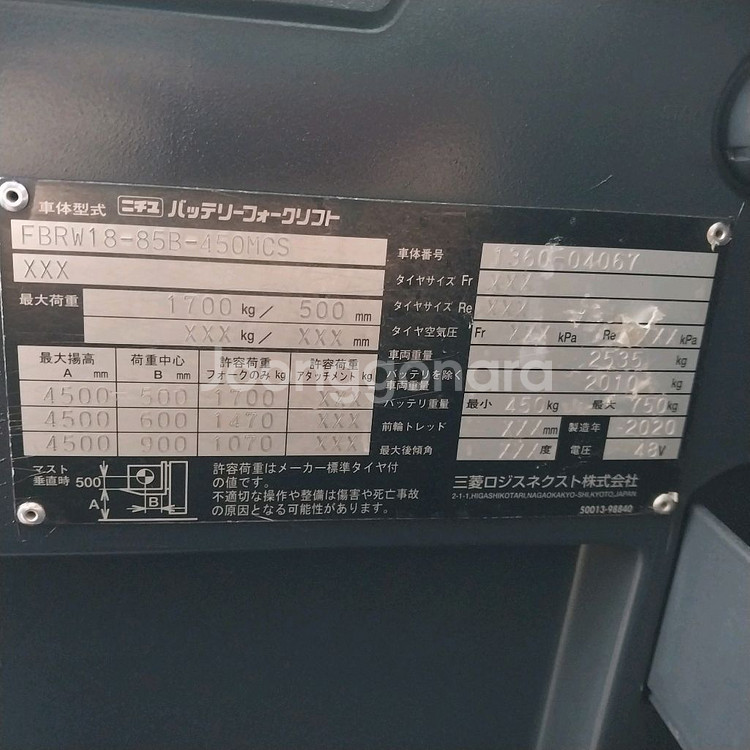 車体型式 ニチユ バッテリーフォークリフト
FBRW18-85B-450MCS
XXX
最大荷重 1700 kg/ 500 mm
XXX kg/ XXX mm
最大揚高 A mm 荷重中心 B mm 許容荷重 フォークのみ kg 許容荷重 アタッチメント kg
4500 500 1700 XXX
4500 600 1470 XXX
4500 900 1070 XXX
マスト垂直時 500 A B
許容荷重はメーカー標準タイヤ付
の値です。
不適切な操作や整備は傷害や死亡事故
の原因となる可能性があります。
車体番号 1360-04067
タイヤサイズ Fr XXX
タイヤサイズ Re
タイヤ空気圧 Fr XXX kPa Re kPa
車両重量 2535 kg
バッテリを除く車両重量 2010 kg
バッテリ重量 最小 450 kg 最大 750 kg
前輪トレッド /// mm 製造年 -2020
最大後傾角 /// 度 電圧 48 V
三菱ロジスネクスト株式会社
2-1-1,HIGASHIKOTARI,NAGAOKAKYO-SHI,KYOTO,JAPAN
50013-98840